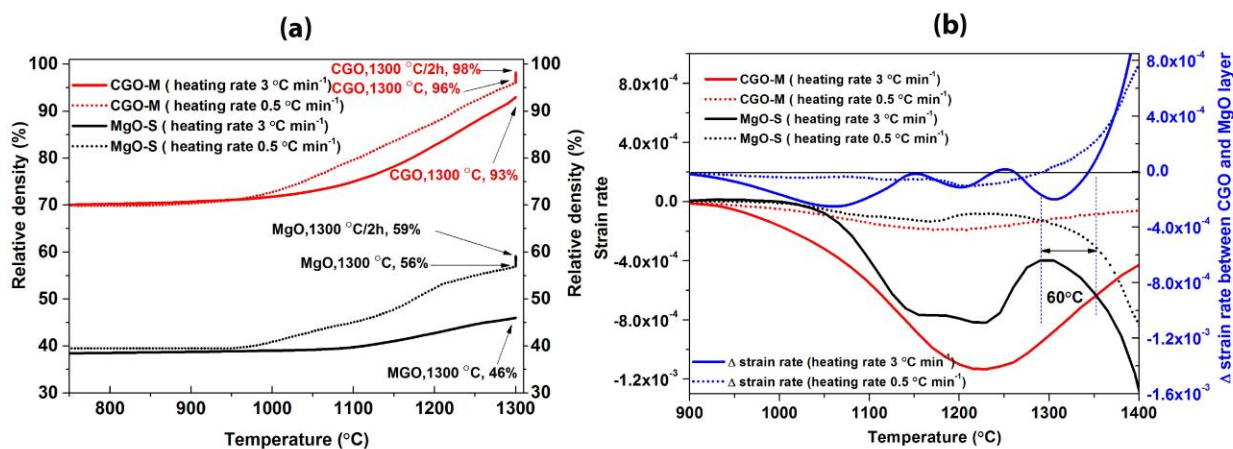 (a)
100
90
80
70
60
50
40
30
Relative density (%)
CGO-M ( heating rate 3 °C min⁻¹)
CGO-M ( heating rate 0.5 °C min⁻¹)
MgO-S ( heating rate 3 °C min⁻¹)
MgO-S ( heating rate 0.5 °C min⁻¹)
CGO,1300 °C/2h, 98%
CGO,1300 °C, 96%
CGO,1300 °C, 93%
MgO,1300 °C/2h, 59%
MgO,1300 °C, 56%
MGO,1300 °C, 46%
100
90
80
70
60
50
40
30
Relative density (%)
800 900 1000 1100 1200 1300
Temperature (°C)
(b)
8.0x10⁻⁴
4.0x10⁻⁴
0.0
-4.0x10⁻⁴
-8.0x10⁻⁴
-1.2x10⁻³
Strain rate
CGO-M ( heating rate 3 °C min⁻¹)
CGO-M ( heating rate 0.5 °C min⁻¹)
MgO-S ( heating rate 3 °C min⁻¹)
MgO-S ( heating rate 0.5 °C min⁻¹)
60°C
Δ strain rate (heating rate 3 °C min⁻¹)
Δ strain rate (heating rate 0.5 °C min⁻¹)
8.0x10⁻⁴
4.0x10⁻⁴
0.0
-4.0x10⁻⁴
-8.0x10⁻⁴
-1.2x10⁻³
-1.6x10⁻³
Δ strain rate between CGO and MgO layer
900 1000 1100 1200 1300 1400
Temperature (°C)